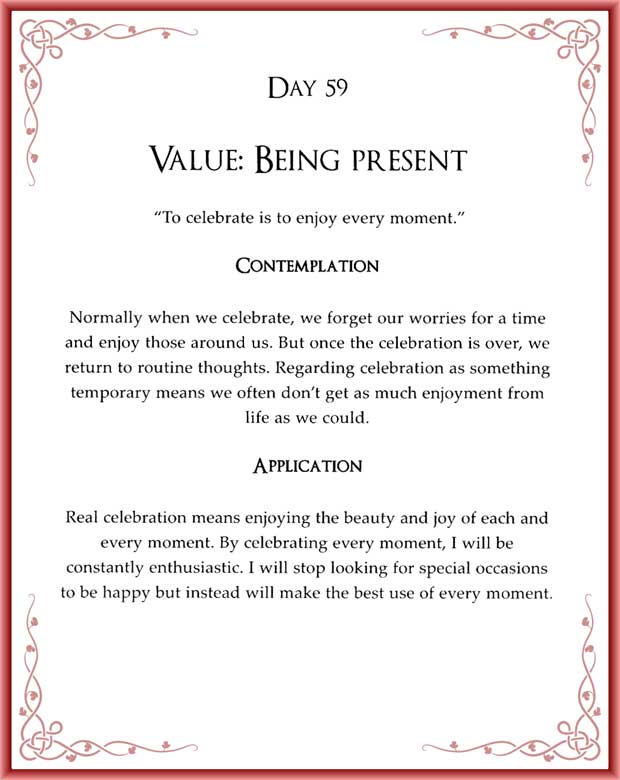 Day 59
Value: Being present
“To celebrate is to enjoy every moment.”
Contemplation
Normally when we celebrate, we forget our worries for a time
and enjoy those around us. But once the celebration is over, we
return to routine thoughts. Regarding celebration as something
temporary means we often don’t get as much enjoyment from
life as we could.
Application
Real celebration means enjoying the beauty and joy of each and
every moment. By celebrating every moment, I will be
constantly enthusiastic. I will stop looking for special occasions
to be happy but instead will make the best use of every moment.